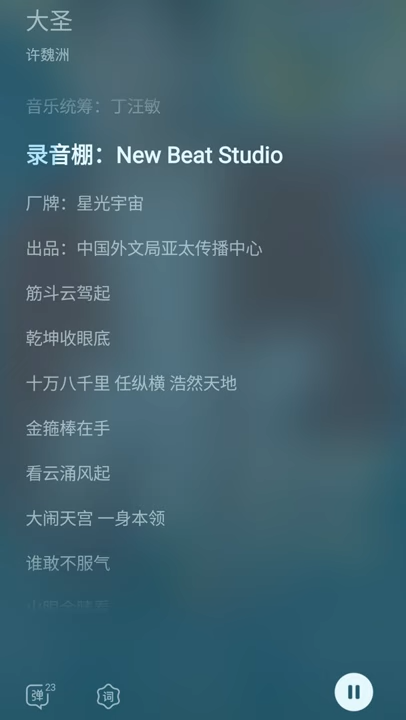 大圣
许魏洲
音乐统筹：丁汪敏
录音棚：New Beat Studio
厂牌：星光宇宙
出品：中国外文局亚太传播中心
筋斗云驾起
乾坤收眼底
十万八千里 任纵横 浩然天地
金箍棒在手
看云涌风起
大闹天宫 一身本领
谁敢不服气
弹 23
词